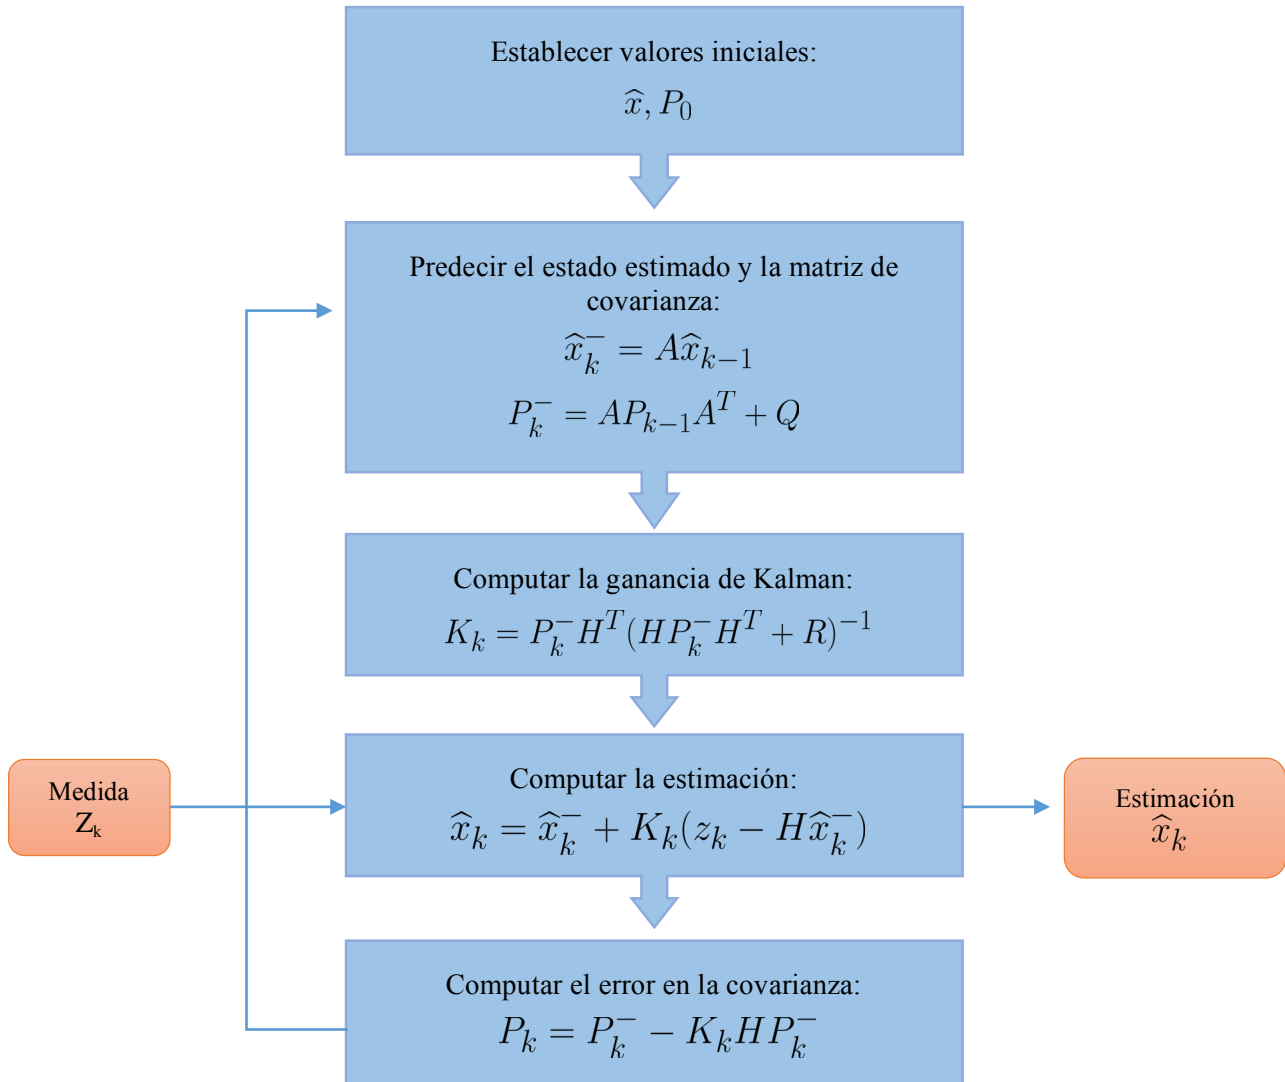 Establecer valores iniciales:
x̂, P₀
Predecir el estado estimado y la matriz de
covarianza:
x̂ₖ⁻ = Ax̂ₖ₋₁
Pₖ⁻ = APₖ₋₁Aᵀ + Q
Computar la ganancia de Kalman:
Kₖ = Pₖ⁻Hᵀ(HPₖ⁻Hᵀ + R)⁻¹
Medida
Zₖ
Computar la estimación:
x̂ₖ = x̂ₖ⁻ + Kₖ(zₖ − Hx̂ₖ⁻)
Estimación
x̂ₖ
Computar el error en la covarianza:
Pₖ = Pₖ⁻ − KₖHPₖ⁻